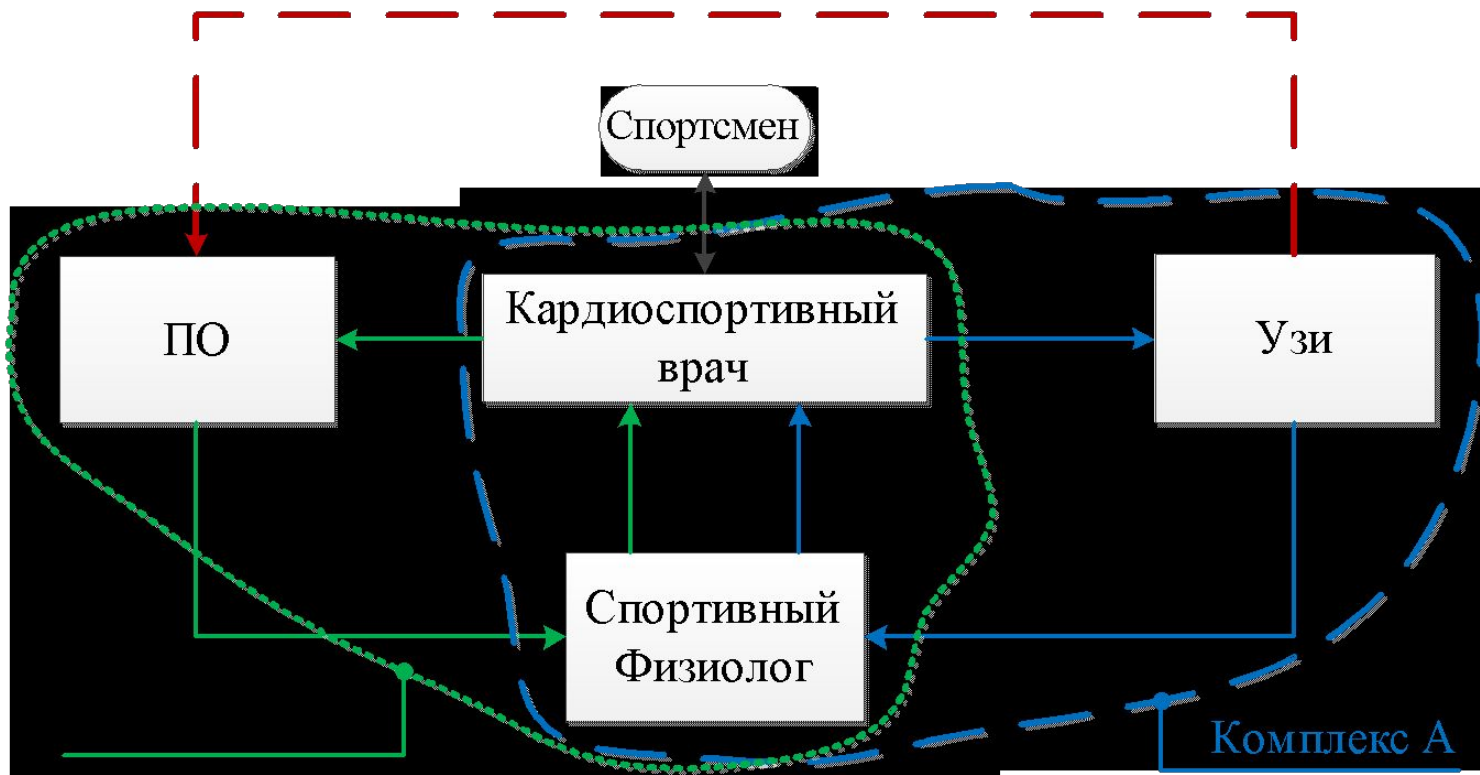 Спортсмен
ПО
Кардиоспортивный
врач
Узи
Спортивный
Физиолог
Комплекс А